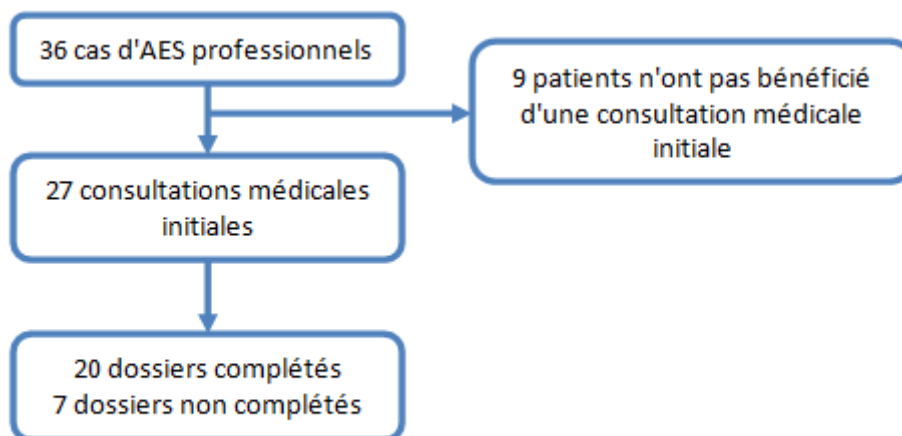 36 cas d'AES professionnels
9 patients n'ont pas bénéficié
d'une consultation médicale
initiale
27 consultations médicales
initiales
20 dossiers complétés
7 dossiers non complétés